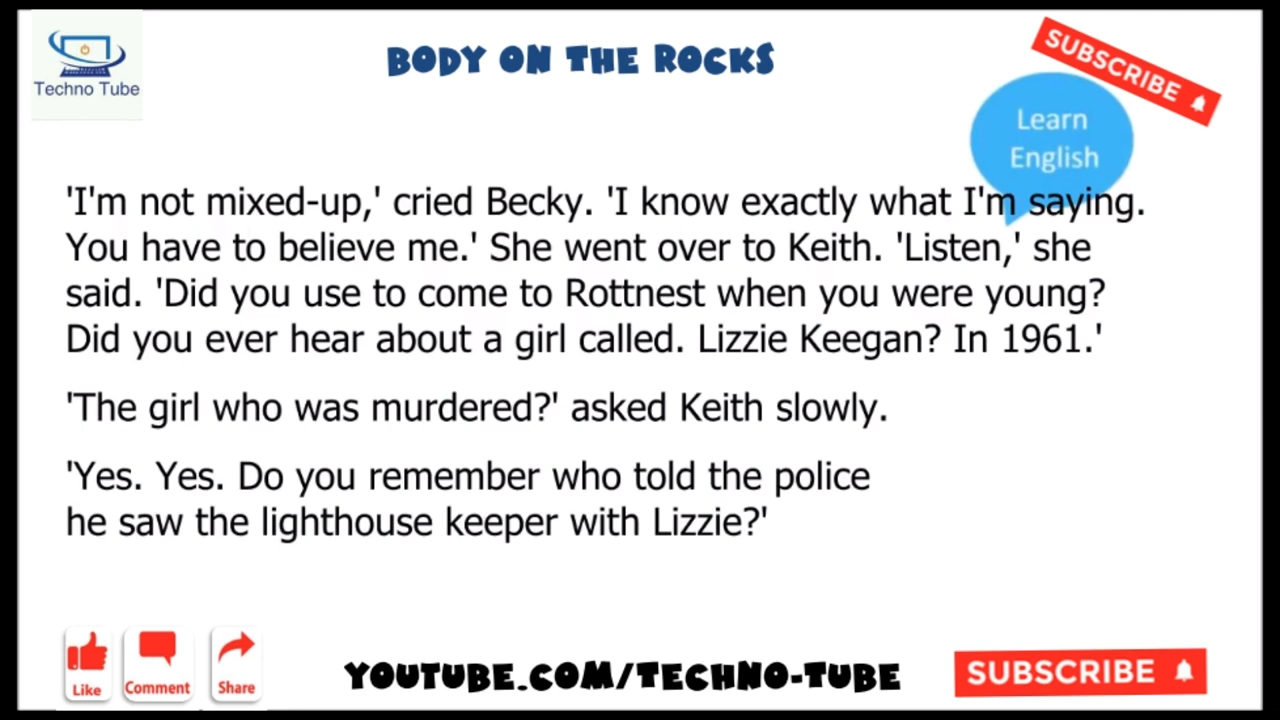 Techno Tube
BODY ON THE ROCKS
SUBSCRIBE
Learn
English
'I'm not mixed-up,' cried Becky. 'I know exactly what I'm saying.
You have to believe me.' She went over to Keith. 'Listen,' she
said. 'Did you use to come to Rottnest when you were young?
Did you ever hear about a girl called. Lizzie Keegan? In 1961.'
'The girl who was murdered?' asked Keith slowly.
'Yes. Yes. Do you remember who told the police
he saw the lighthouse keeper with Lizzie?'
Like
Comment
Share
YOUTUBE.COM/TECHNO-TUBE
SUBSCRIBE